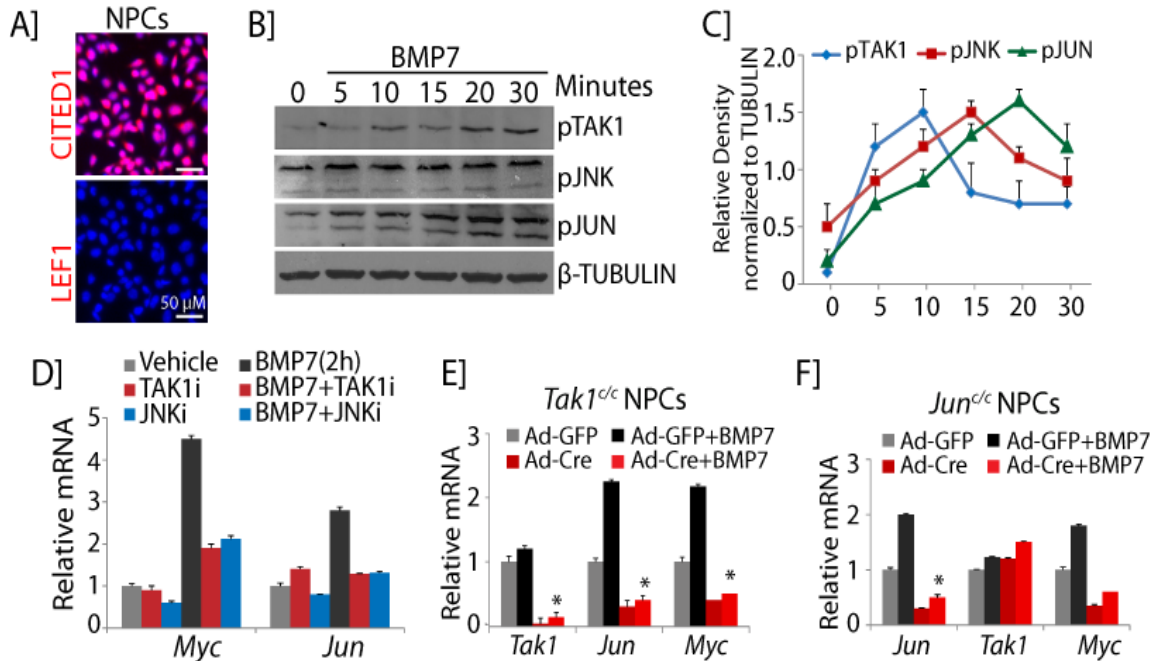 A]
NPCs
CITED1
LEF1
50 µM
B]
BMP7
0 5 10 15 20 30 Minutes
pTAK1
pJNK
pJUN
β-TUBULIN
C]
pTAK1 pJNK pJUN
Relative Density
normalized to TUBULIN
2.0
1.5
1.0
0.5
0
0 5 10 15 20 30
D]
Vehicle BMP7(2h)
TAK1i BMP7+TAK1i
JNKi BMP7+JNKi
Relative mRNA
5
4
3
2
1
0
Myc Jun
E]
Tak1c/c NPCs
Ad-GFP Ad-GFP+BMP7
Ad-Cre Ad-Cre+BMP7
Relative mRNA
3
2
1
0
* * *
Tak1 Jun Myc
F]
Junc/c NPCs
Ad-GFP Ad-GFP+BMP7
Ad-Cre Ad-Cre+BMP7
Relative mRNA
3
2
1
0
*
Jun Tak1 Myc